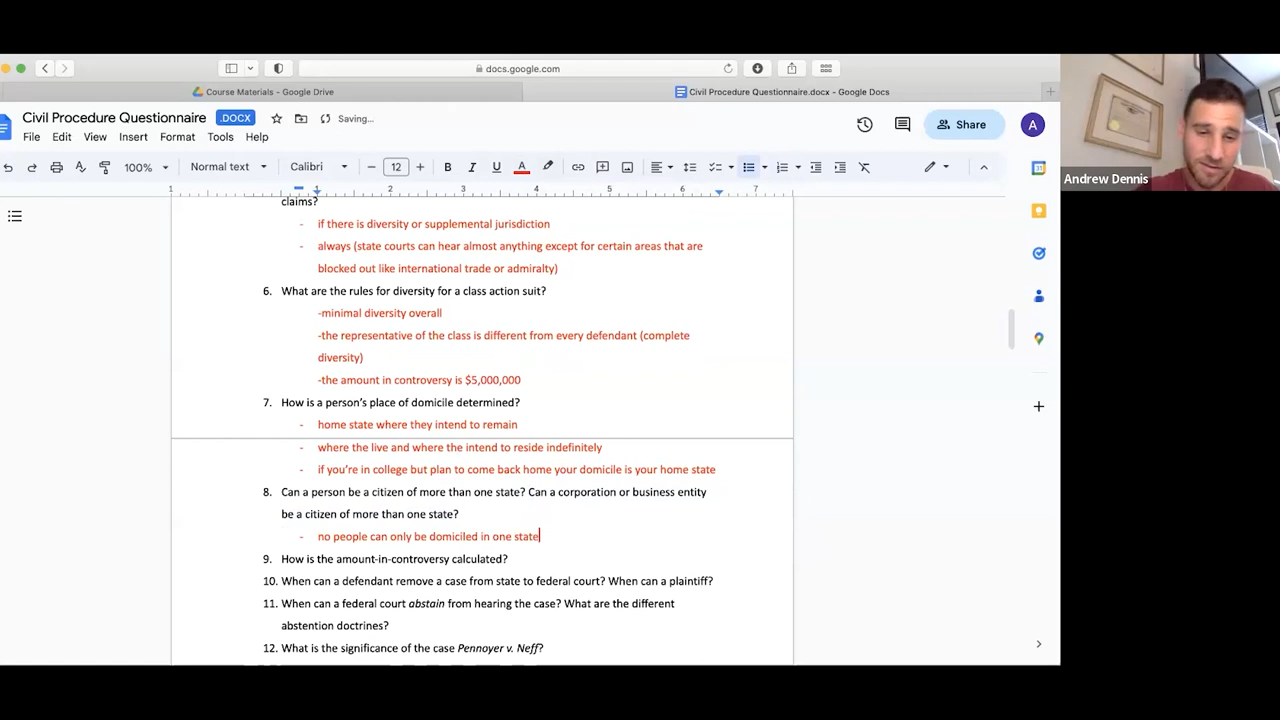 docs.google.com
Course Materials - Google Drive
Civil Procedure Questionnaire.docx - Google Docs
Civil Procedure Questionnaire
.DOCX
Saving...
File Edit View Insert Format Tools Help
Share
A
100%
Normal text
Calibri
12
B I U A
1 1 2 3 4 5 6 7
claims?
- if there is diversity or supplemental jurisdiction
- always (state courts can hear almost anything except for certain areas that are
blocked out like international trade or admiralty)
6. What are the rules for diversity for a class action suit?
-minimal diversity overall
-the representative of the class is different from every defendant (complete
diversity)
-the amount in controversy is $5,000,000
7. How is a person's place of domicile determined?
- home state where they intend to remain
- where the live and where the intend to reside indefinitely
- if you're in college but plan to come back home your domicile is your home state
8. Can a person be a citizen of more than one state? Can a corporation or business entity
be a citizen of more than one state?
- no people can only be domiciled in one state
9. How is the amount-in-controversy calculated?
10. When can a defendant remove a case from state to federal court? When can a plaintiff?
11. When can a federal court abstain from hearing the case? What are the different
abstention doctrines?
12. What is the significance of the case Pennoyer v. Neff?
Andrew Dennis